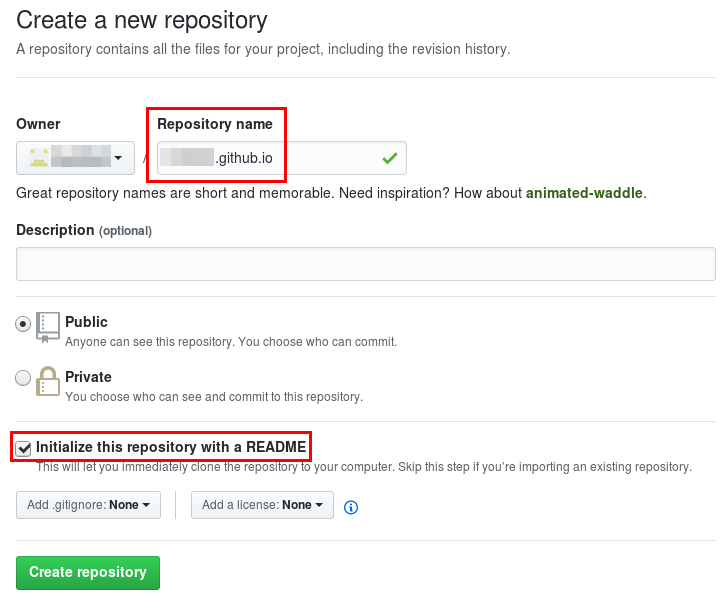 Create a new repository
A repository contains all the files for your project, including the revision history.
Owner
Repository name
/
.github.io
Great repository names are short and memorable. Need inspiration? How about animated-waddle.
Description (optional)
Public
Anyone can see this repository. You choose who can commit.
Private
You choose who can see and commit to this repository.
Initialize this repository with a README
This will let you immediately clone the repository to your computer. Skip this step if you're importing an existing repository.
Add .gitignore: None
Add a license: None
Create repository